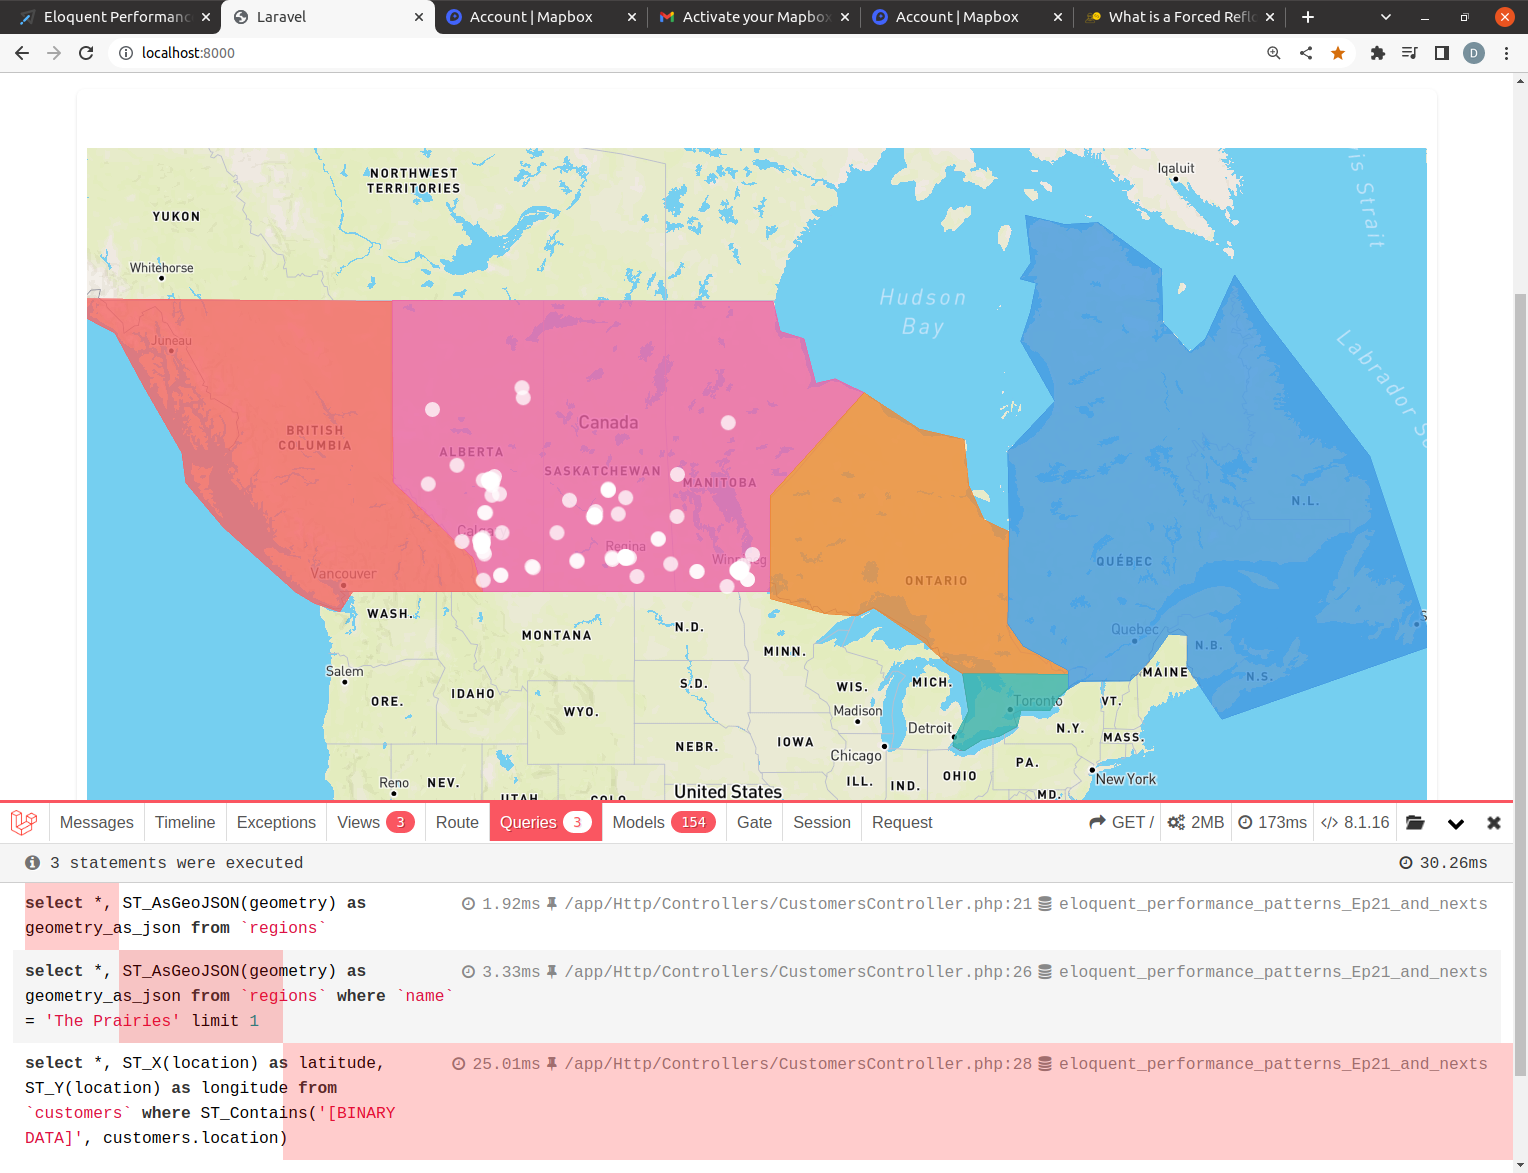 Eloquent Performanc
Laravel
Account | Mapbox
Activate your Mapbox
Account | Mapbox
What is a Forced Reflo
localhost:8000
D
NORTHWEST
TERRITORIES
YUKON
Whitehorse
Iqaluit
Hudson
Bay
Labrador S
Juneau
BRITISH
COLUMBIA
Canada
ALBERTA
SASKATCHEWAN
MANITOBA
N.L.
Regina
Vancouver
QUÉBEC
ONTARIO
Quebec
S
N.B.
N.S.
WASH.
MONTANA
N.D.
MINN.
Salem
S.D.
WIS.
MICH.
MAINE
ORE.
IDAHO
WYO.
Madison
Toronto
VT.
Detroit
N.Y.
MASS.
NEBR.
IOWA
Chicago
PA.
Reno
NEV.
ILL.
IND.
OHIO
New York
UTAH
COLO.
United States
MD.
Messages
Timeline
Exceptions
Views 3
Route
Queries 3
Models 154
Gate
Session
Request
GET /
2MB
173ms
8.1.16
3 statements were executed
30.26ms
select *, ST_AsGeoJSON(geometry) as
1.92ms /app/Http/Controllers/CustomersController.php:21 eloquent_performance_patterns_Ep21_and_nexts
geometry_as_json from `regions`
select *, ST_AsGeoJSON(geometry) as
3.33ms /app/Http/Controllers/CustomersController.php:26 eloquent_performance_patterns_Ep21_and_nexts
geometry_as_json from `regions` where `name`
= 'The Prairies' limit 1
select *, ST_X(location) as latitude,
25.01ms /app/Http/Controllers/CustomersController.php:28 eloquent_performance_patterns_Ep21_and_nexts
ST_Y(location) as longitude from
`customers` where ST_Contains('[BINARY
DATA]', customers.location)